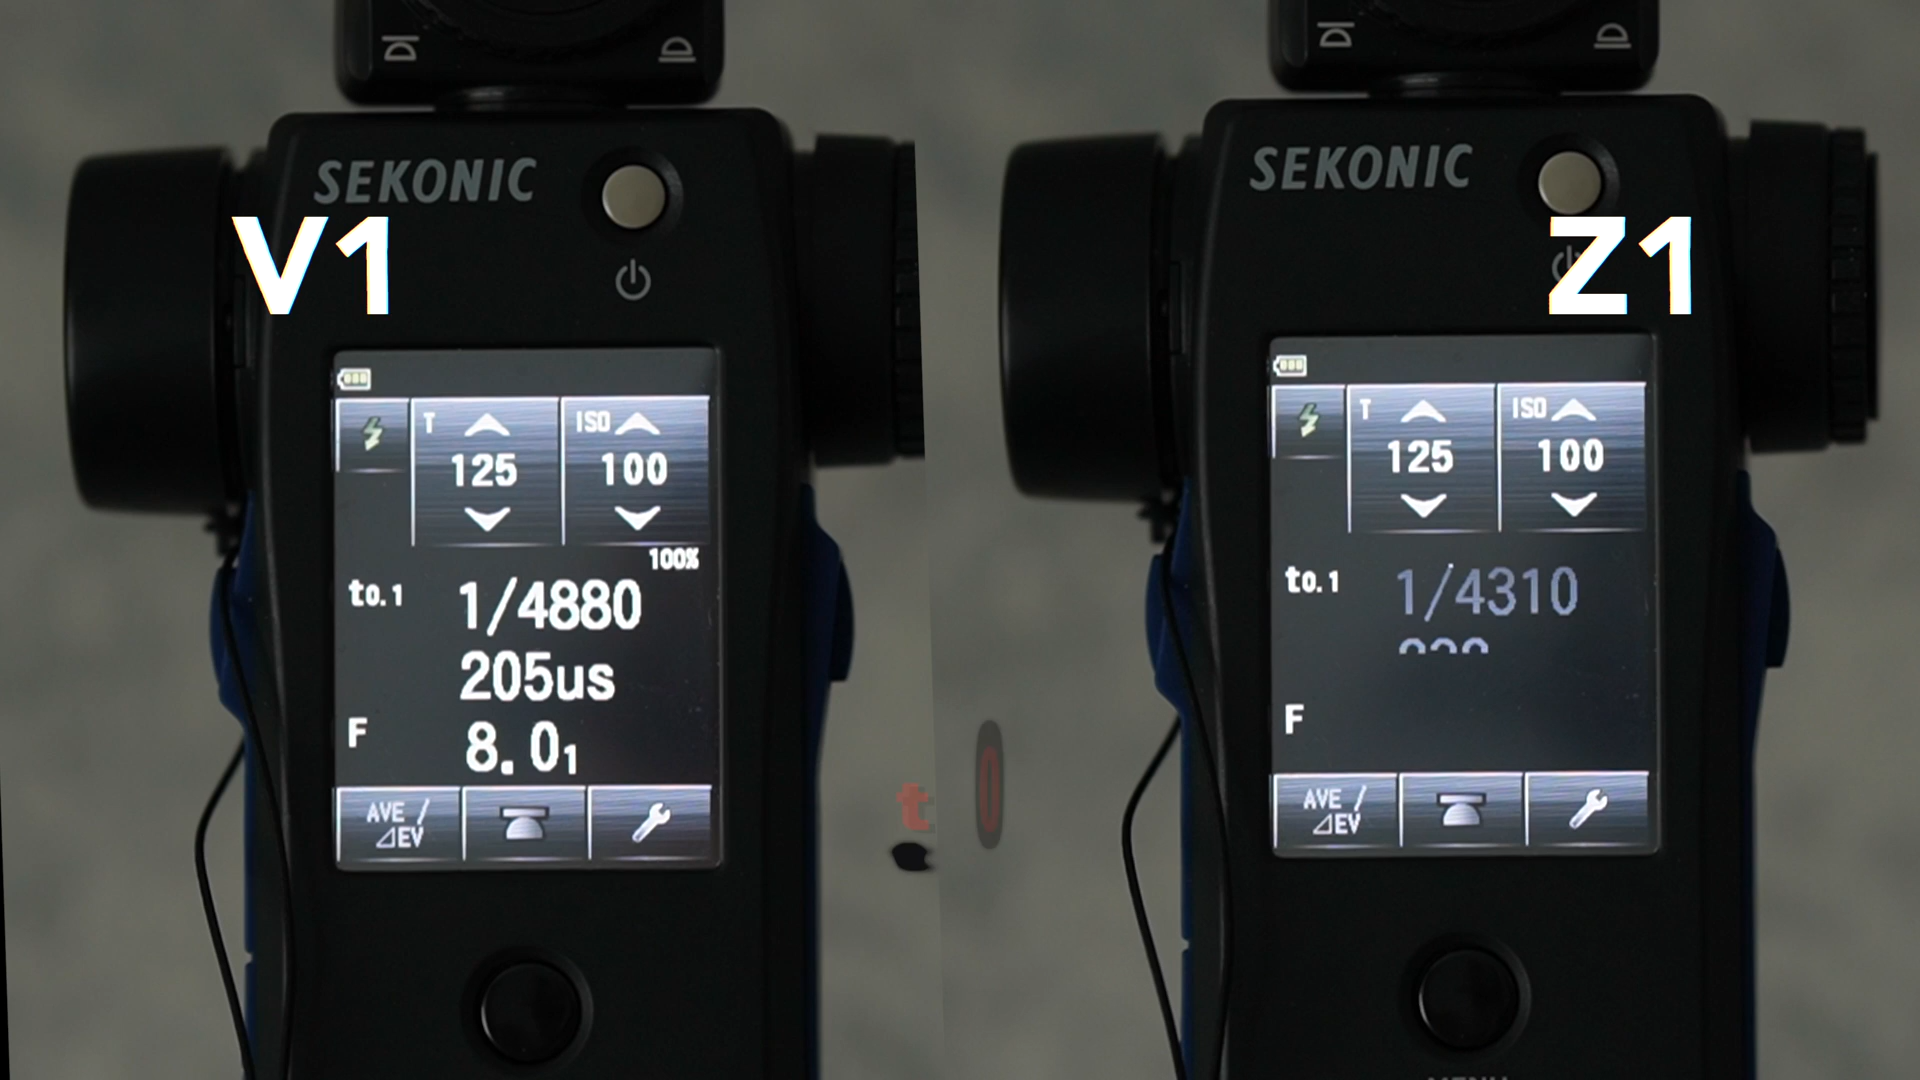 SEKONIC
V1
T
125
ISO
100
100%
t0.1
1/4880
205us
F
8.0₁
AVE /
⊿EV
t 0
SEKONIC
Z1
T
125
ISO
100
t0.1
1/4310
F
AVE /
⊿EV